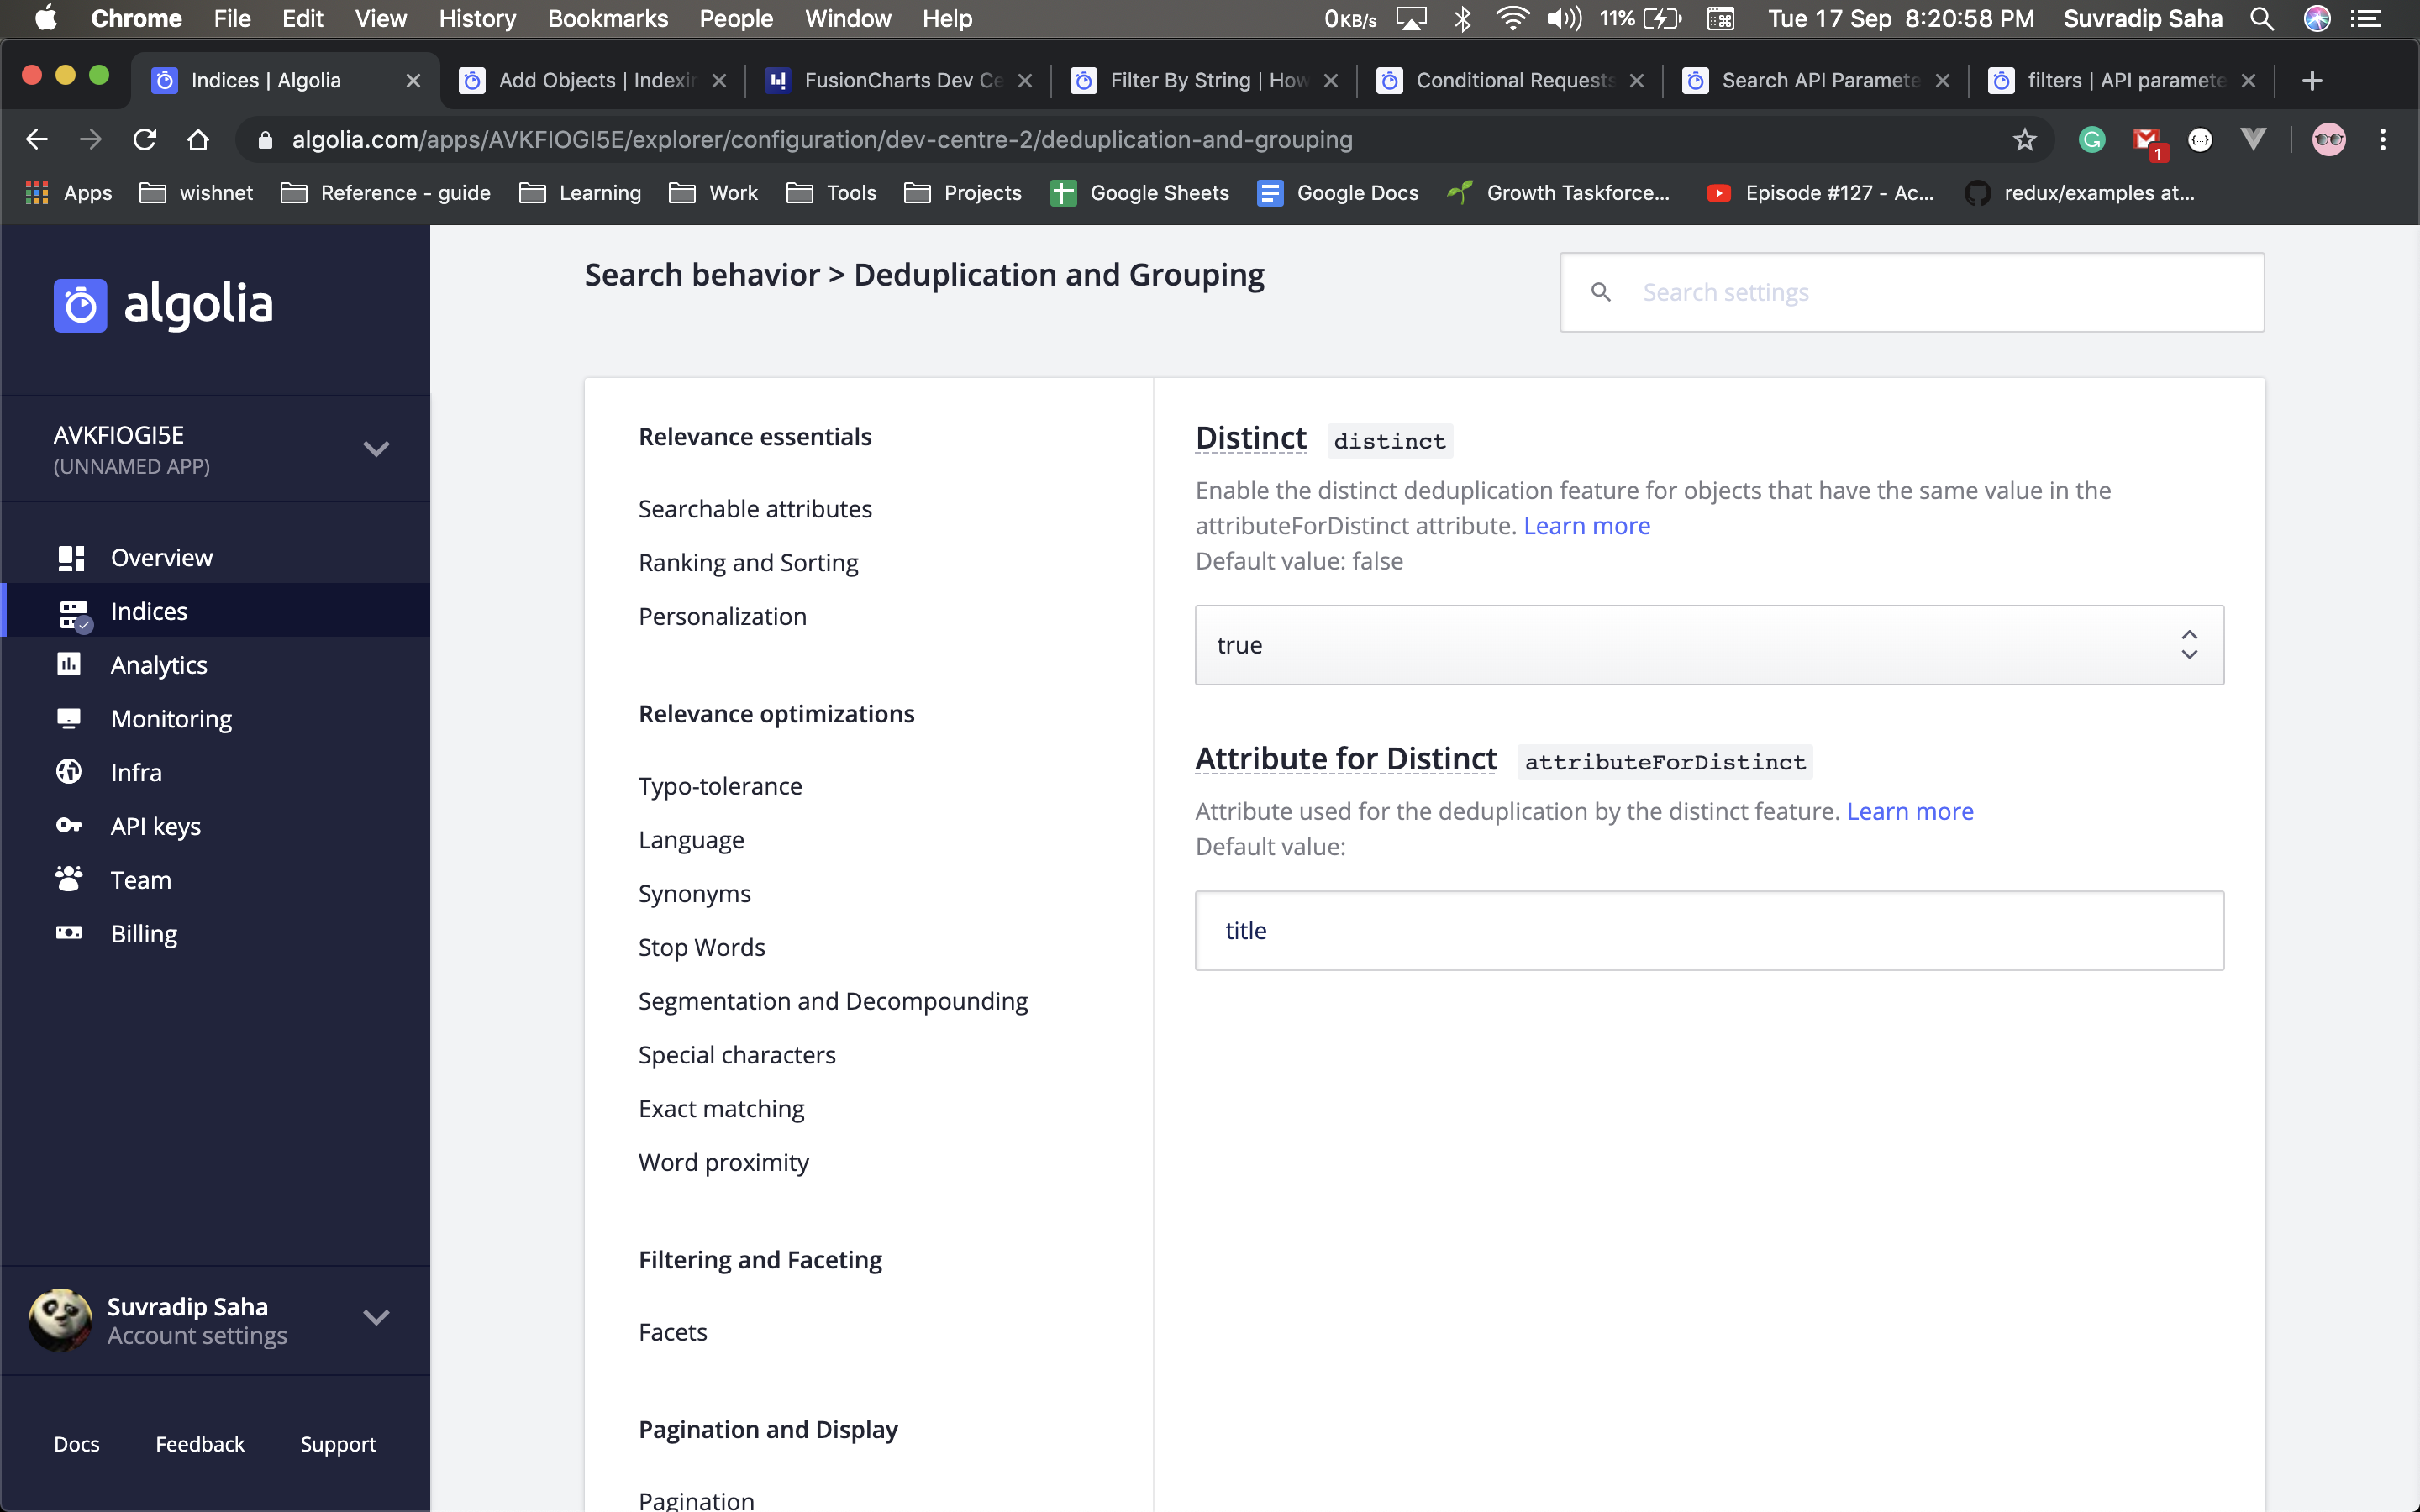 Chrome File Edit View History Bookmarks People Window Help 0KB/s 11% Tue 17 Sep 8:20:58 PM Suvradip Saha
Indices | Algolia Add Objects | Indexin FusionCharts Dev Ce Filter By String | How Conditional Requests Search API Paramete filters | API paramete
algolia.com/apps/AVKFIOGI5E/explorer/configuration/dev-centre-2/deduplication-and-grouping 1
Apps wishnet Reference - guide Learning Work Tools Projects Google Sheets Google Docs Growth Taskforce... Episode #127 - Ac... redux/examples at...
algolia
AVKFIOGI5E
(UNNAMED APP)
Overview
Indices
Analytics
Monitoring
Infra
API keys
Team
Billing
Suvradip Saha
Account settings
Docs Feedback Support
Search behavior > Deduplication and Grouping
Search settings
Relevance essentials
Searchable attributes
Ranking and Sorting
Personalization
Relevance optimizations
Typo-tolerance
Language
Synonyms
Stop Words
Segmentation and Decompounding
Special characters
Exact matching
Word proximity
Filtering and Faceting
Facets
Pagination and Display
Pagination
Distinct distinct
Enable the distinct deduplication feature for objects that have the same value in the
attributeForDistinct attribute. Learn more
Default value: false
true
Attribute for Distinct attributeForDistinct
Attribute used for the deduplication by the distinct feature. Learn more
Default value:
title